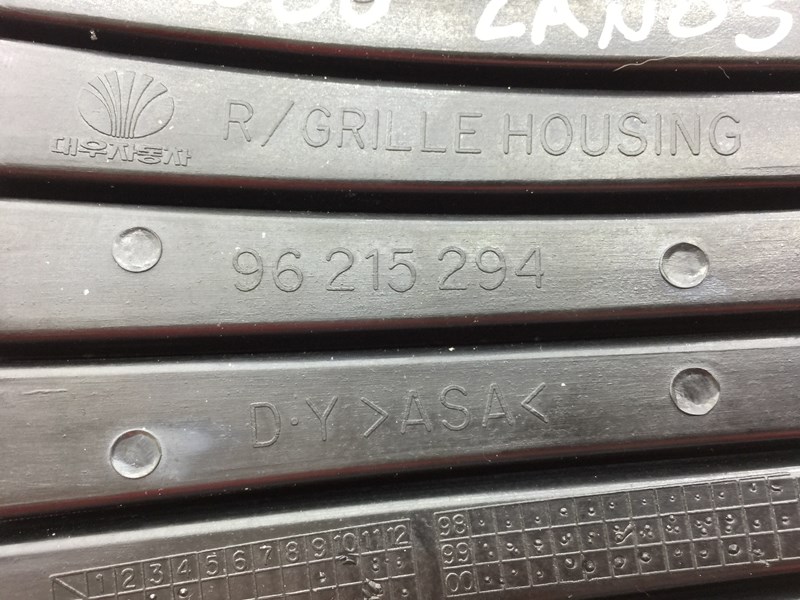 LANOS
대우자동차
R/GRILLE HOUSING
96 215 294
D·Y >ASA<
1 2 3 4 5 6 7 8 9 10 11 12
98
99
00